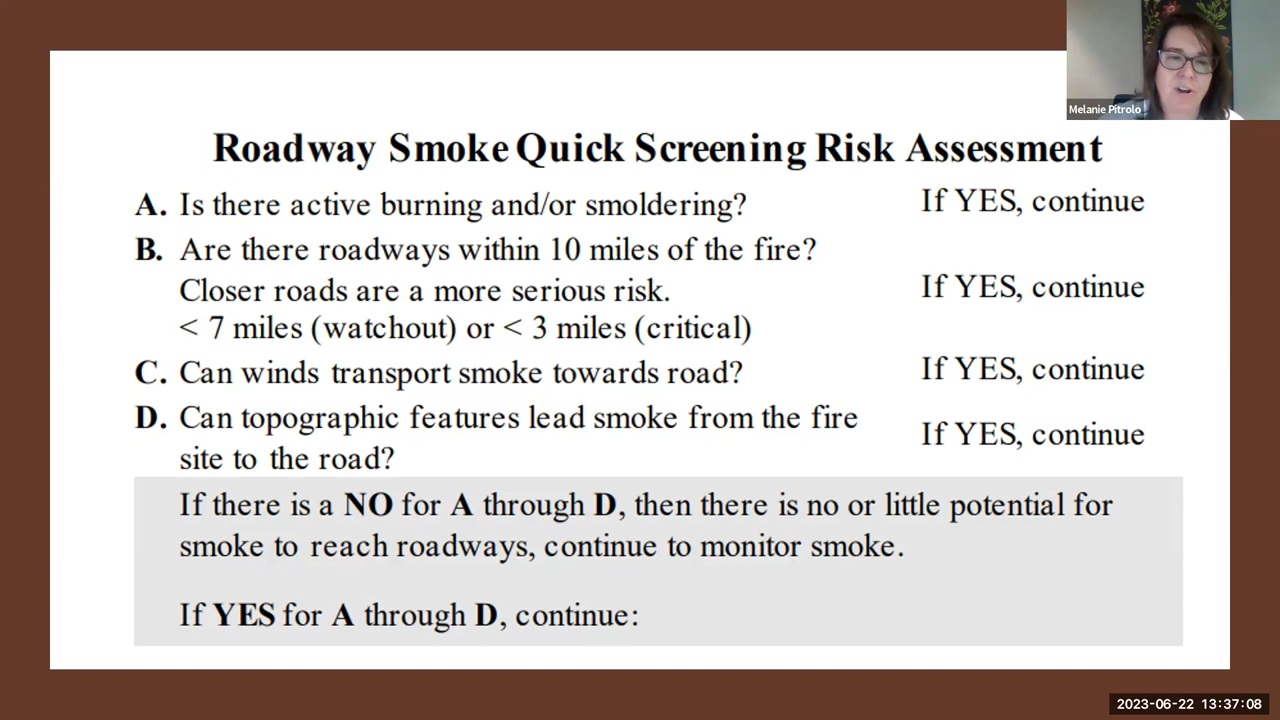 Melanie Pitrolo
Roadway Smoke Quick Screening Risk Assessment
A. Is there active burning and/or smoldering? If YES, continue
B. Are there roadways within 10 miles of the fire?
Closer roads are a more serious risk. If YES, continue
< 7 miles (watchout) or < 3 miles (critical)
C. Can winds transport smoke towards road? If YES, continue
D. Can topographic features lead smoke from the fire If YES, continue
site to the road?
If there is a NO for A through D, then there is no or little potential for
smoke to reach roadways, continue to monitor smoke.
If YES for A through D, continue:
2023-06-22 13:37:08